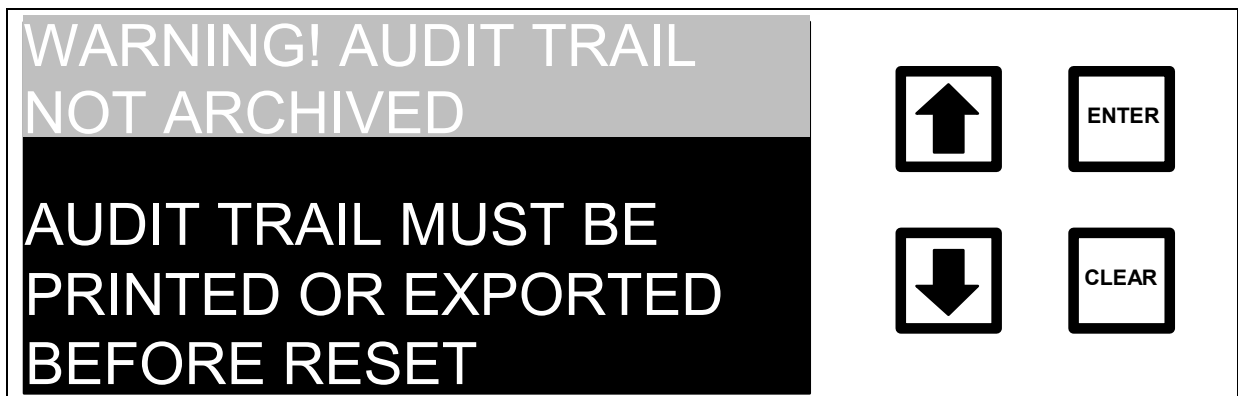 WARNING! AUDIT TRAIL
NOT ARCHIVED
AUDIT TRAIL MUST BE
PRINTED OR EXPORTED
BEFORE RESET
ENTER
CLEAR